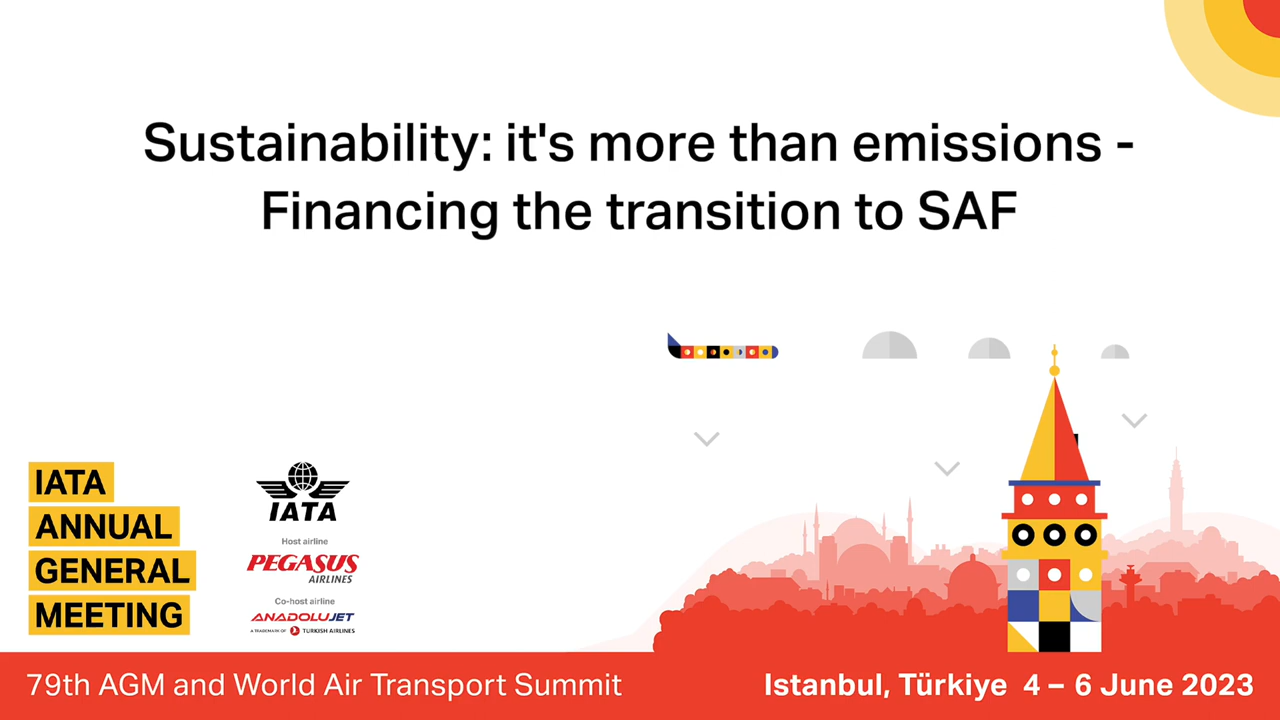 Sustainability: it's more than emissions -
Financing the transition to SAF
IATA
ANNUAL
GENERAL
MEETING
IATA
Host airline
PEGASUS
AIRLINES
Co-host airline
ANADOLUJET
A TRADEMARK OF TURKISH AIRLINES
79th AGM and World Air Transport Summit
Istanbul, Türkiye 4 – 6 June 2023